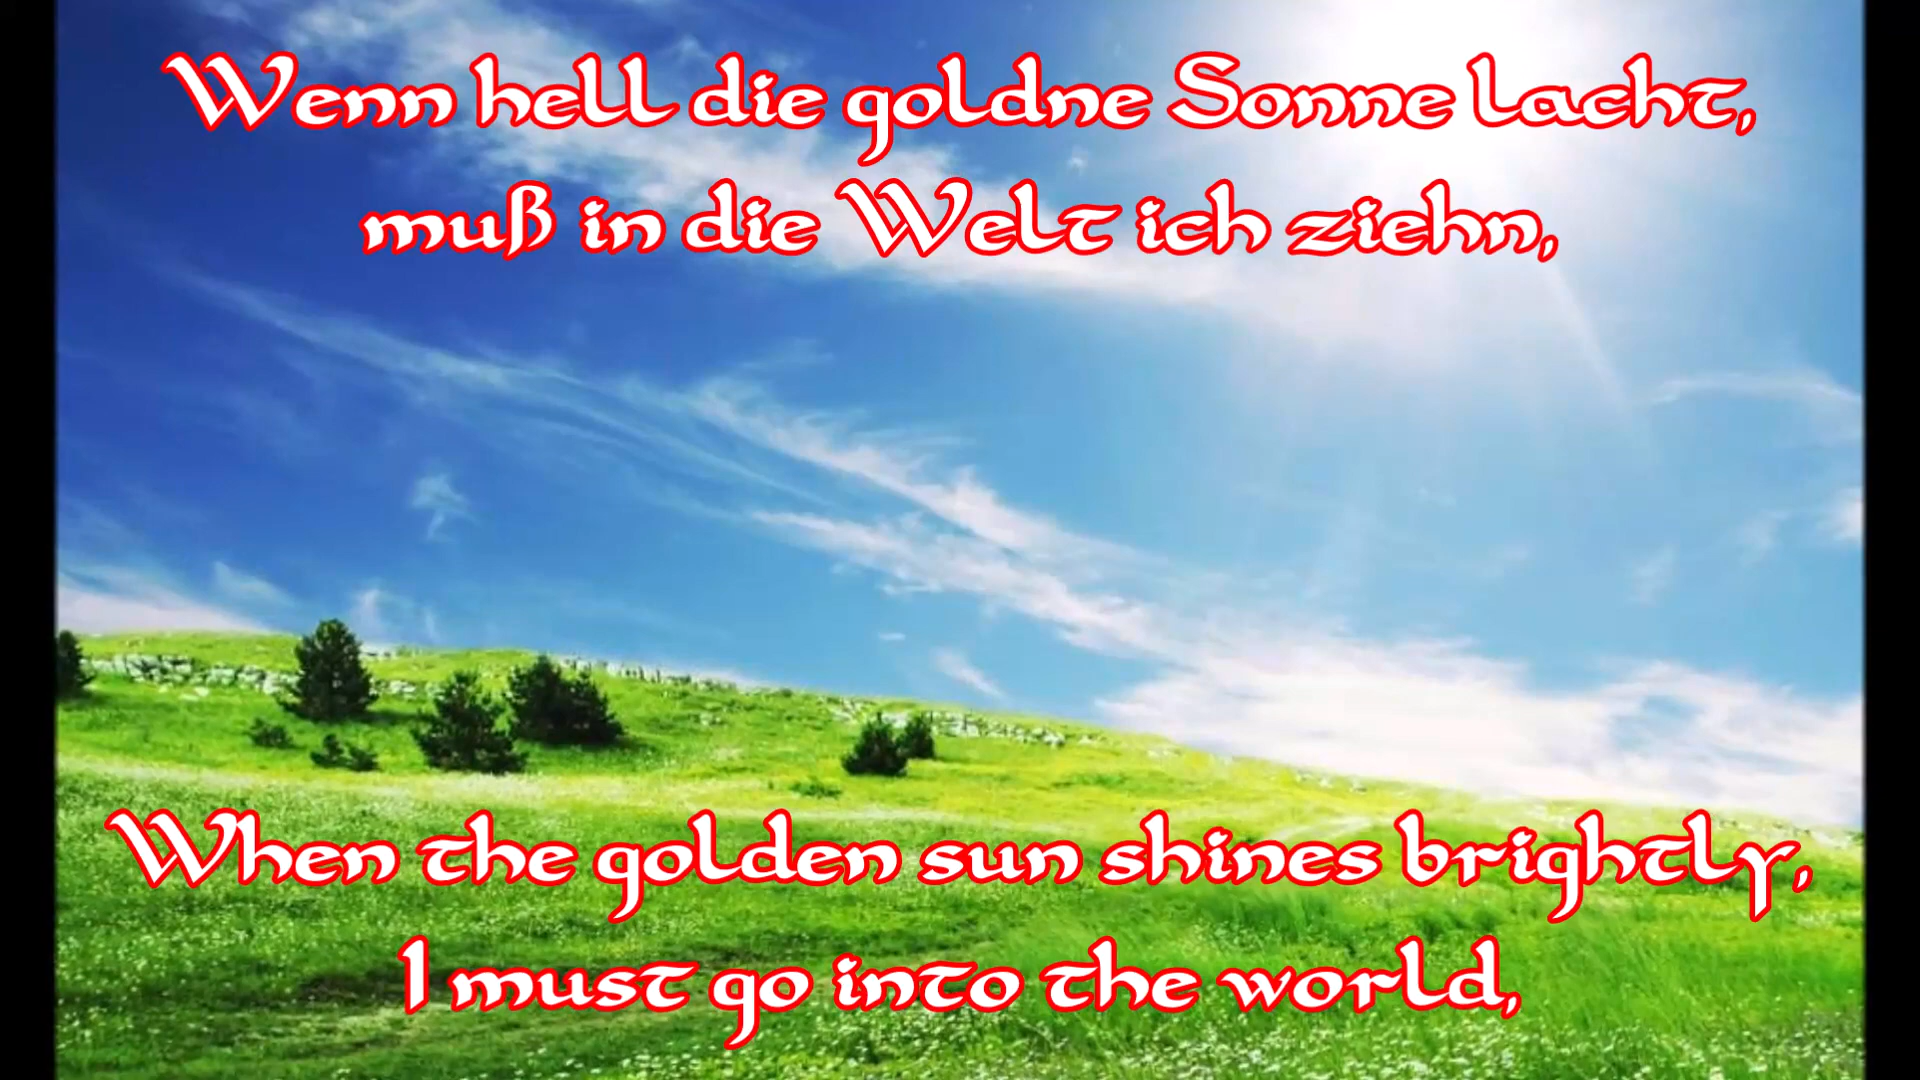 Wenn hell die goldne Sonne lacht,
muß in die Welt ich ziehn,
When the golden sun shines brightly,
I must go into the world,